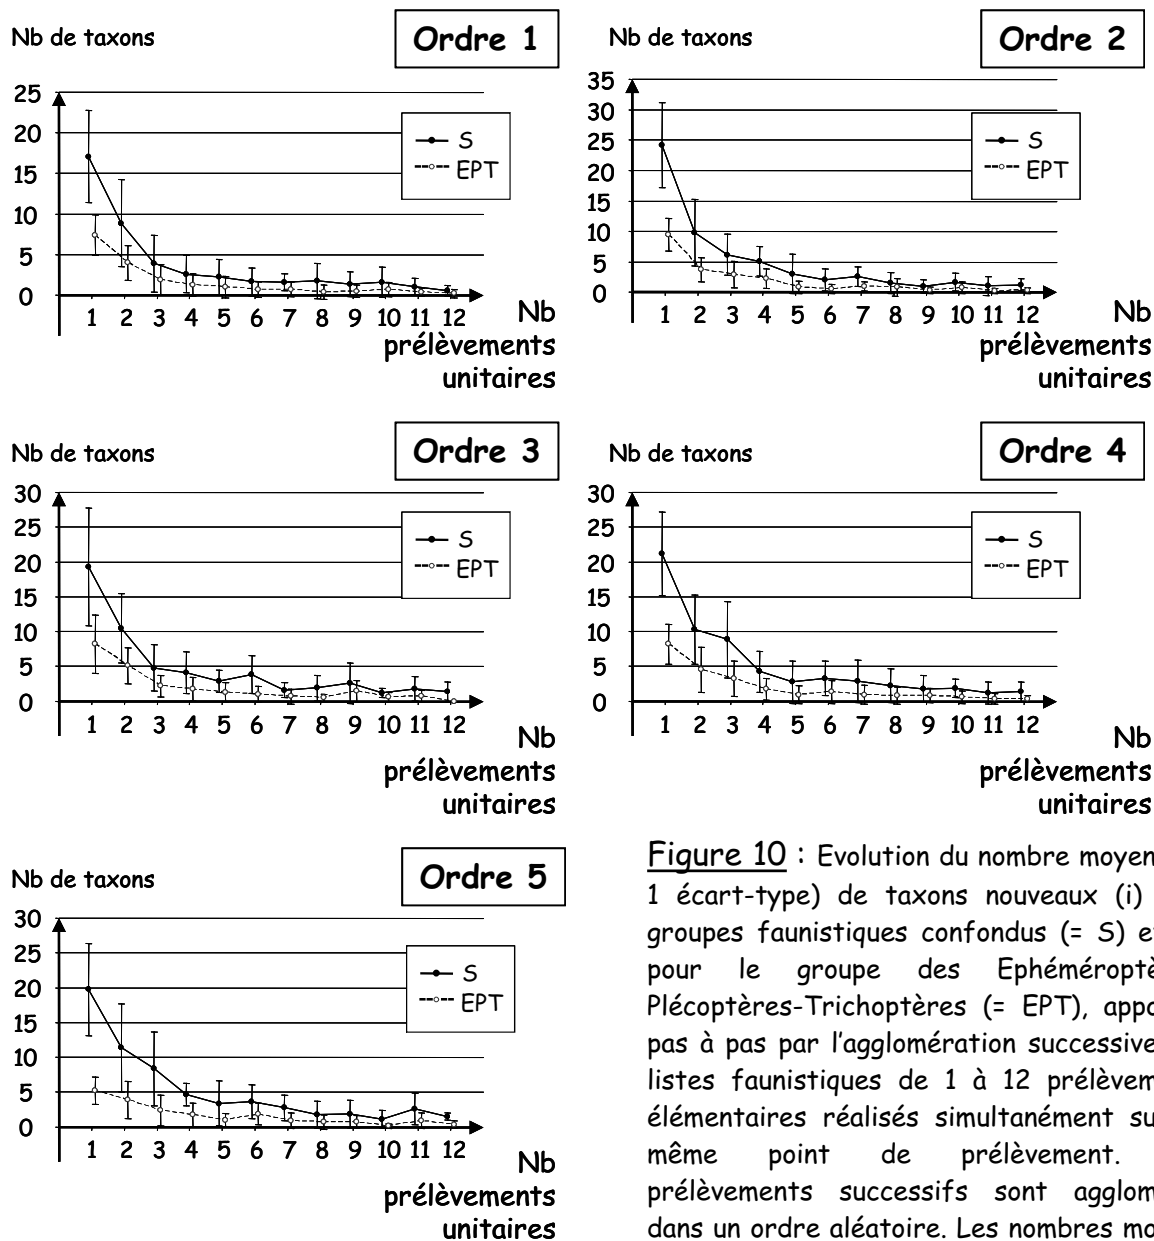 Nb de taxons
Ordre 1
25
20
15
10
5
0
S
EPT
1 2 3 4 5 6 7 8 9 10 11 12
Nb
prélèvements
unitaires
Nb de taxons
Ordre 2
35
30
25
20
15
10
5
0
S
EPT
1 2 3 4 5 6 7 8 9 10 11 12
Nb
prélèvements
unitaires
Nb de taxons
Ordre 3
30
25
20
15
10
5
0
S
EPT
1 2 3 4 5 6 7 8 9 10 11 12
Nb
prélèvements
unitaires
Nb de taxons
Ordre 4
30
25
20
15
10
5
0
S
EPT
1 2 3 4 5 6 7 8 9 10 11 12
Nb
prélèvements
unitaires
Nb de taxons
Ordre 5
30
25
20
15
10
5
0
S
EPT
1 2 3 4 5 6 7 8 9 10 11 12
Nb
prélèvements
unitaires
Figure 10 : Evolution du nombre moyen
1 écart-type) de taxons nouveaux (i)
groupes faunistiques confondus (= S) e
pour le groupe des Ephéméroptè
Plécoptères-Trichoptères (= EPT), appo
pas à pas par l'agglomération successive
listes faunistiques de 1 à 12 prélèvem
élémentaires réalisés simultanément su
même point de prélèvement.
prélèvements successifs sont agglom
dans un ordre aléatoire. Les nombres mo